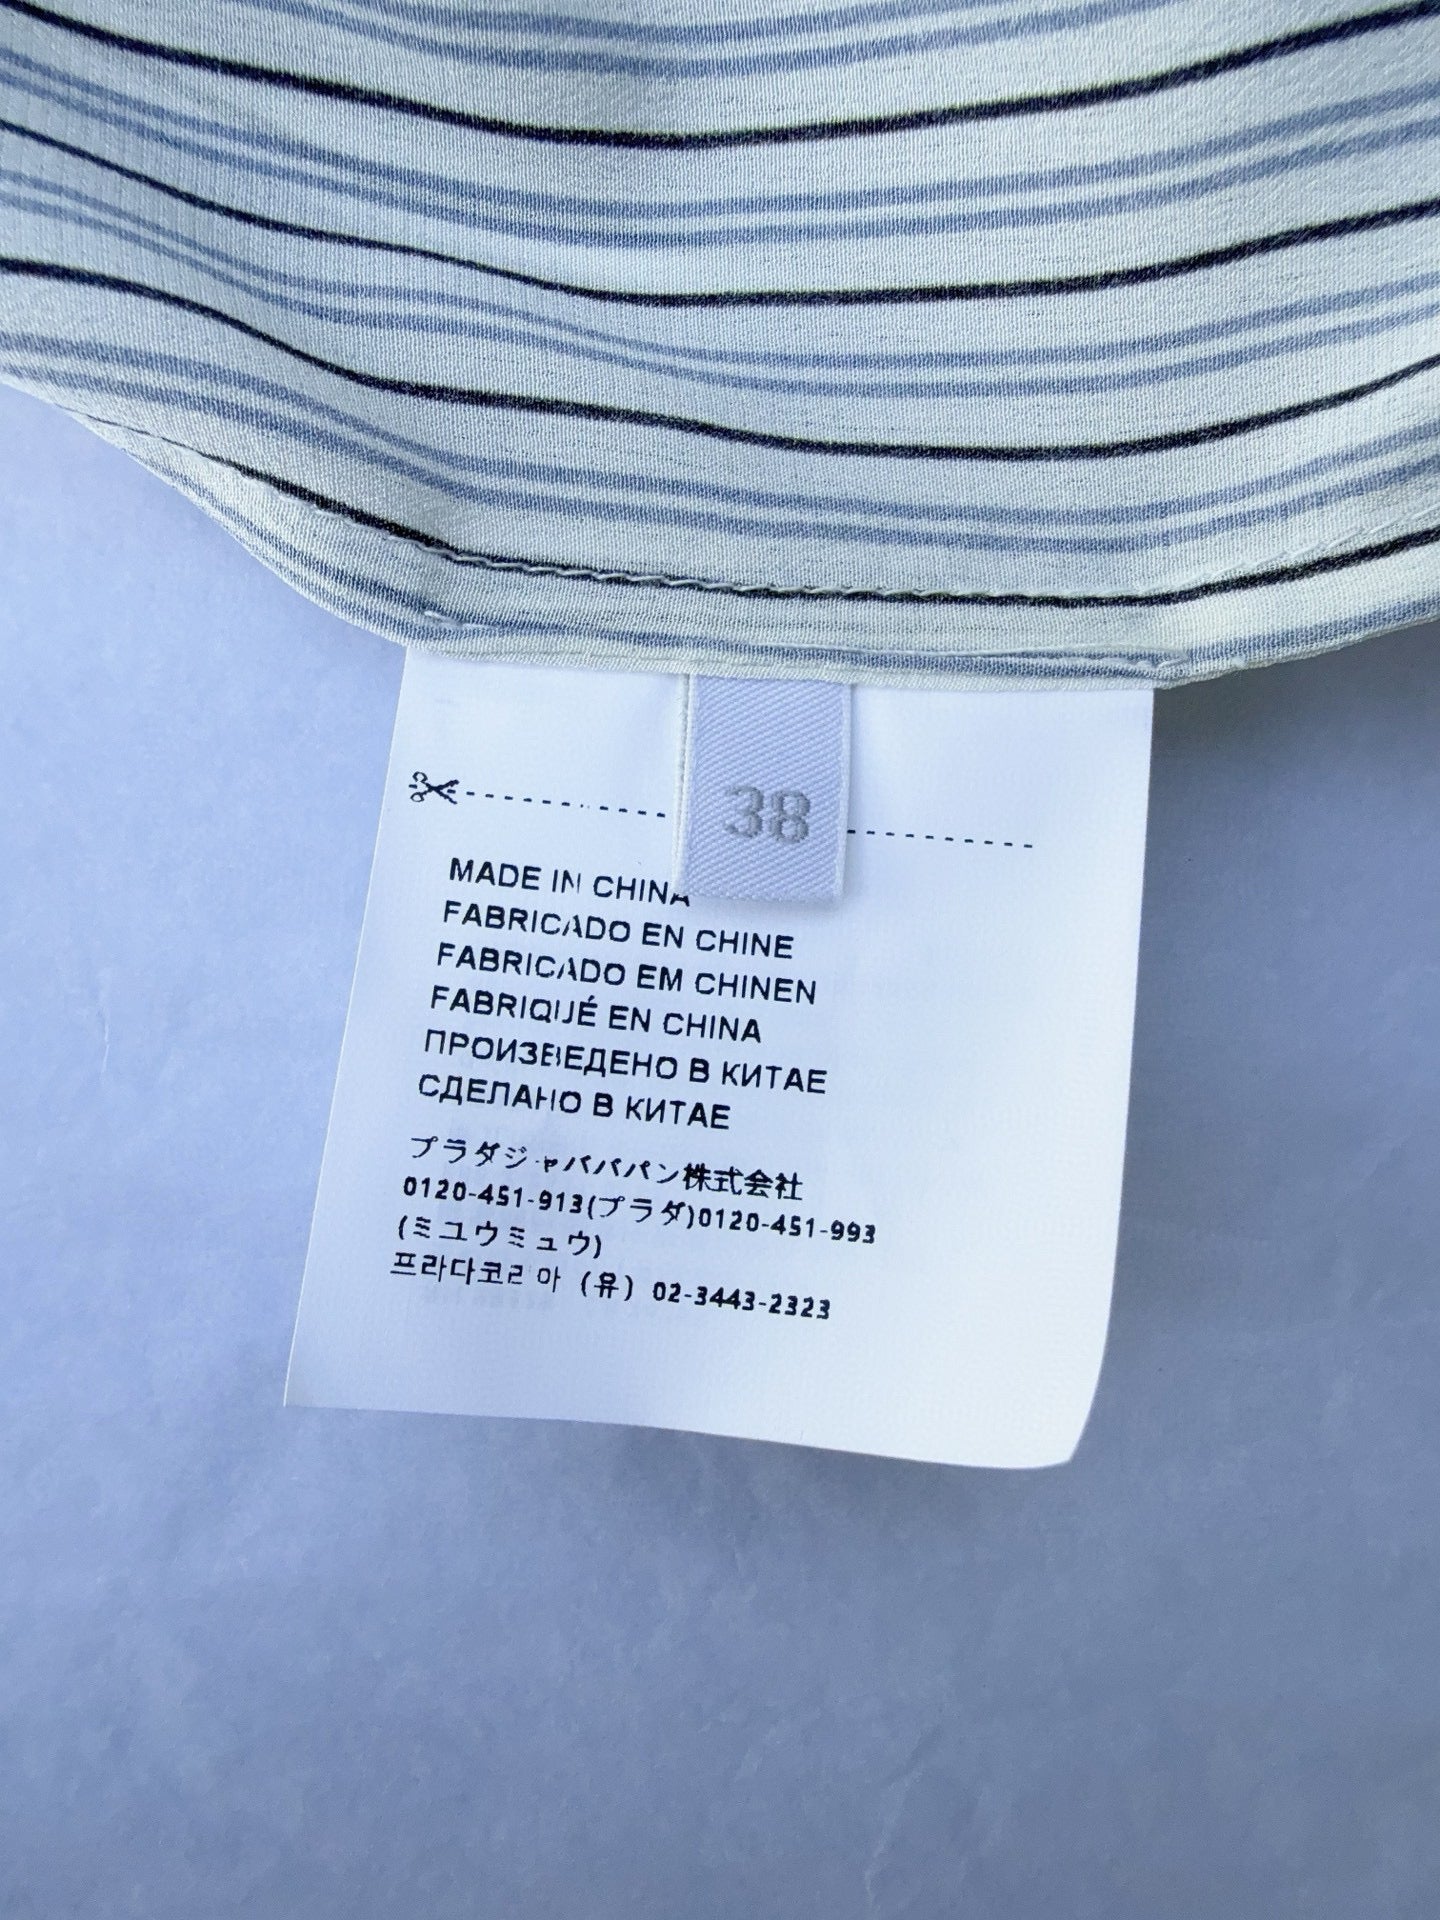 38
MADE IN CHINA
FABRICADO EN CHINE
FABRICADO EM CHINEN
FABRIQUÉ EN CHINA
ПРОИЗВЕДЕНО В КИТАЕ
СДЕЛАНО В КИТАЕ
プラダジャパパパン株式会社
0120-451-913(プラダ)0120-451-993
(ミユウミュウ)
프라다코리아 (유) 02-3443-2323